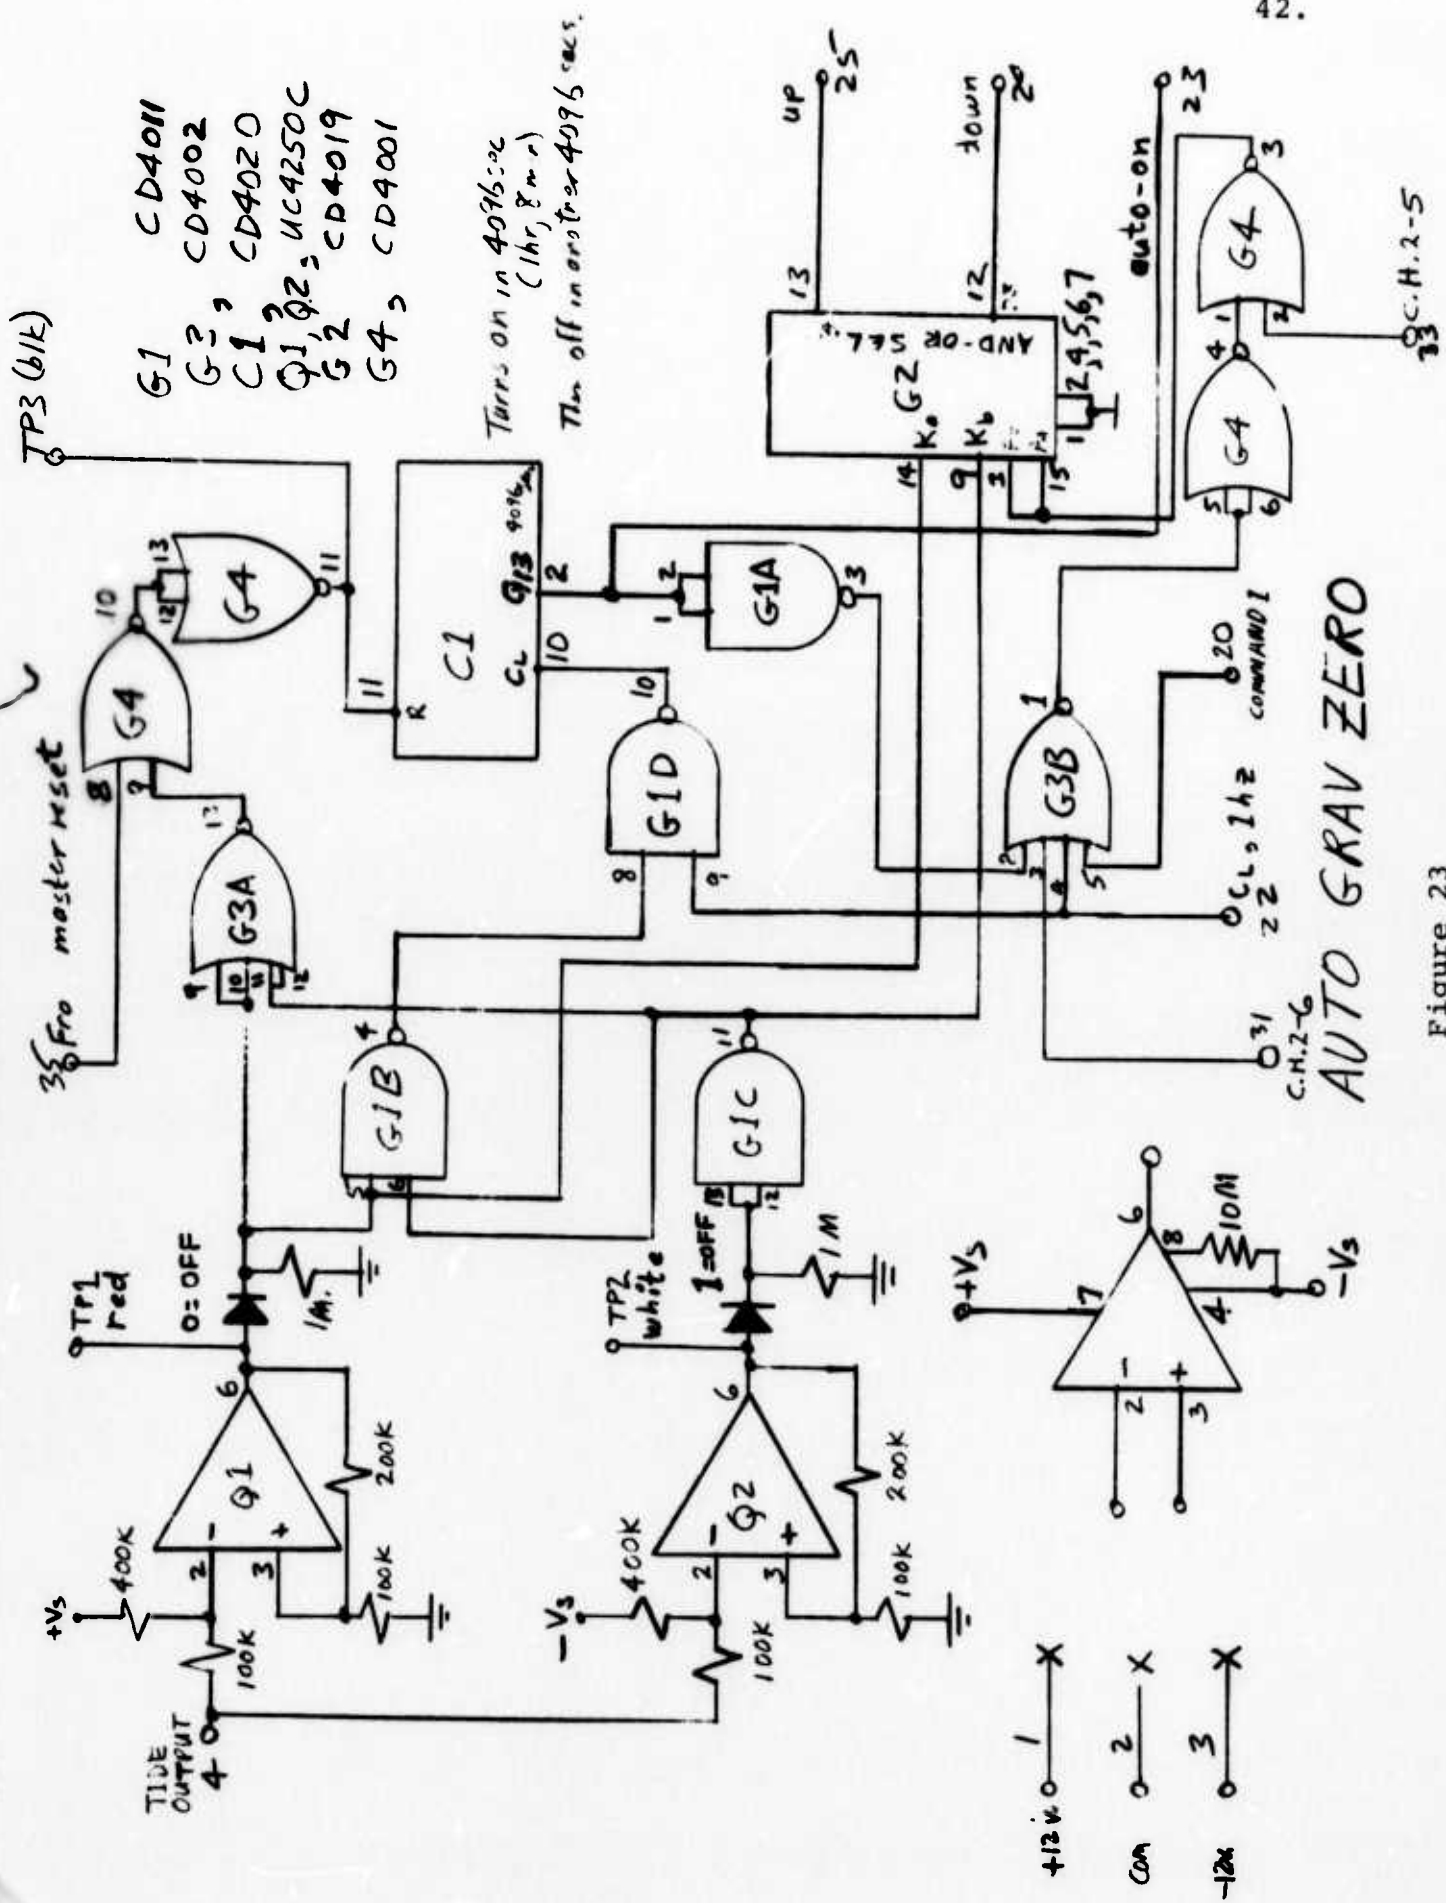 42.
TP3 (blk)
G1 CD4011
G3, CD4002
C1, CD4020
Q1, Q2, UC4250C
G2 CD4019
G4, CD4001
Turns on in 4096 sec
(1hr, 8 min)
Then off in another 4096 secs.
35 Fro master reset
8
9
G4
10
12
13
G4
11
G3A
9
10
11
12
13
11
R
C1
CL
10
Q13
2
4096
TP1
red
0=OFF
1M.
G1B
5
6
4
G1D
8
9
10
G1A
1
2
3
up
25
down
13
12
AND-OR SEL
G2
Ka
Kb
14
9
3
15
1
2,4,5,6,7
auto-on
23
TIDE
OUTPUT
4
+Vs
400K
100K
2
3
-
+
Q1
6
200K
100K
-Vs
400K
100K
2
3
-
+
Q2
6
200K
100K
TP2
white
1=OFF
1M
13
12
G1C
11
G3B
2
3
4
5
1
5
6
G4
4
1
2
G4
3
33
C.H.2-5
20
COMMAND 1
22
CL, 1hz
31
C.H.2-6
+12v
1
X
com
2
X
-12v
3
X
2
3
-
+
+Vs
7
6
8
10M
4
-Vs
AUTO GRAV ZERO
Figure 23